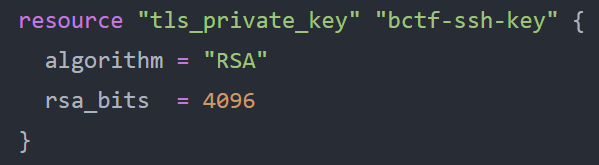 resource "tls_private_key" "bctf-ssh-key" {
  algorithm = "RSA"
  rsa_bits  = 4096
}